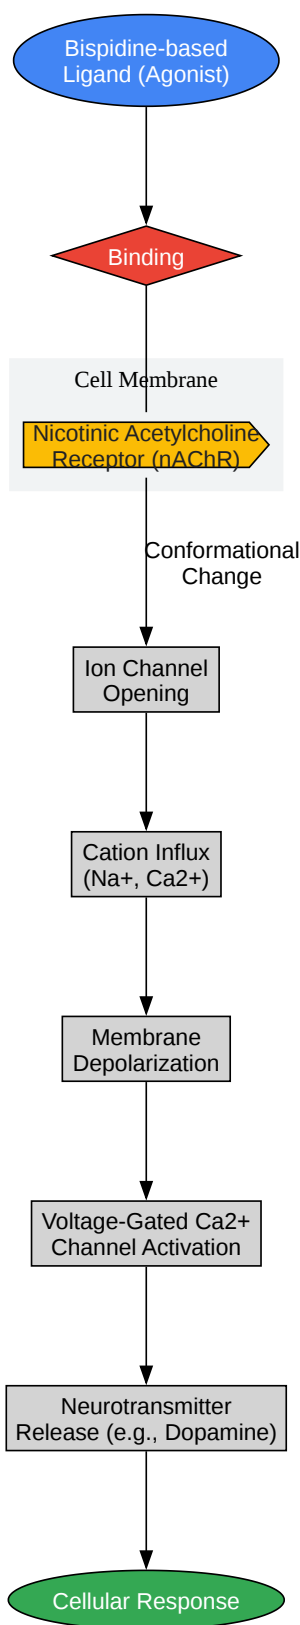 Bispidine-based
Ligand (Agonist)
Binding
Cell Membrane
Nicotinic Acetylcholine
Receptor (nAChR)
Conformational
Change
Ion Channel
Opening
Cation Influx
(Na+, Ca2+)
Membrane
Depolarization
Voltage-Gated Ca2+
Channel Activation
Neurotransmitter
Release (e.g., Dopamine)
Cellular Response